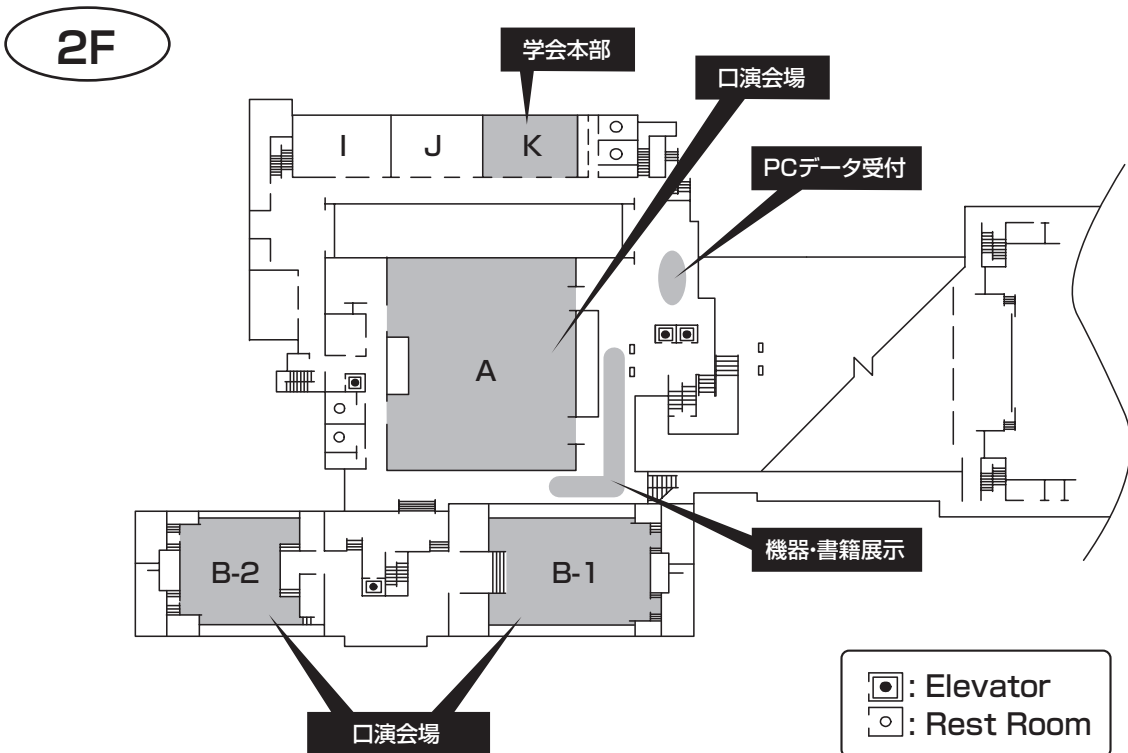 2F
学会本部
口演会場
I
J
K
PCデータ受付
A
機器・書籍展示
B-2
B-1
口演会場
: Elevator
: Rest Room